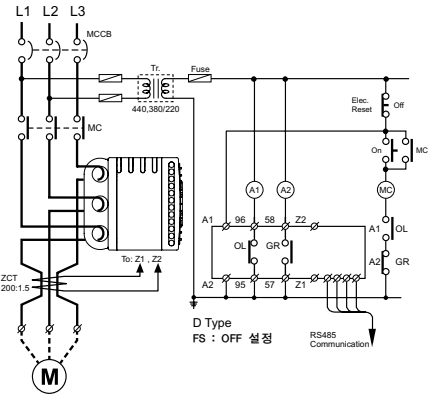 L1 L2 L3
MCCB
Tr.
Fuse
440,380/220
Elec.
Reset
Off
MC
On
MC
A1
A2
MC
A1 96 58 Z2
A1
OL
OL
GR
A2
GR
A2 95 57 Z1
To: Z1 , Z2
ZCT
200:1.5
D Type
FS : OFF 설정
RS485
Communication
M